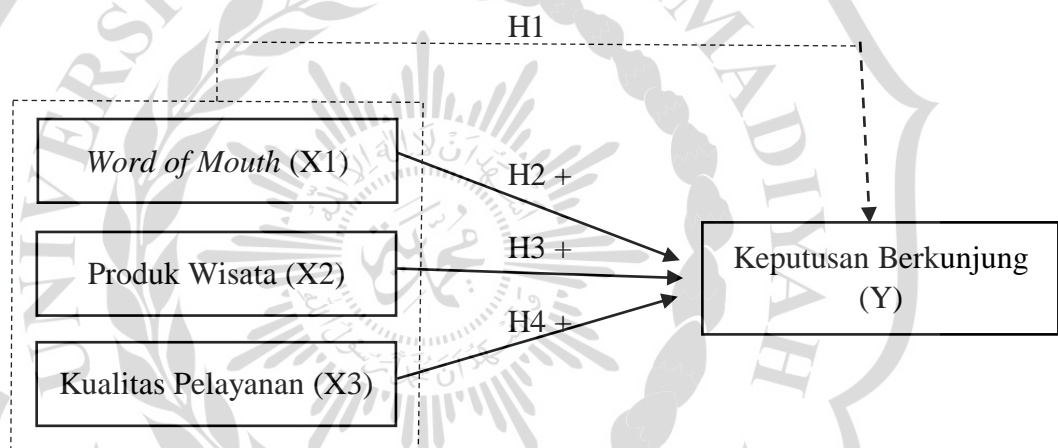 H1
Word of Mouth (X1)
H2 +
Produk Wisata (X2)
H3 +
Keputusan Berkunjung
(Y)
H4 +
Kualitas Pelayanan (X3)